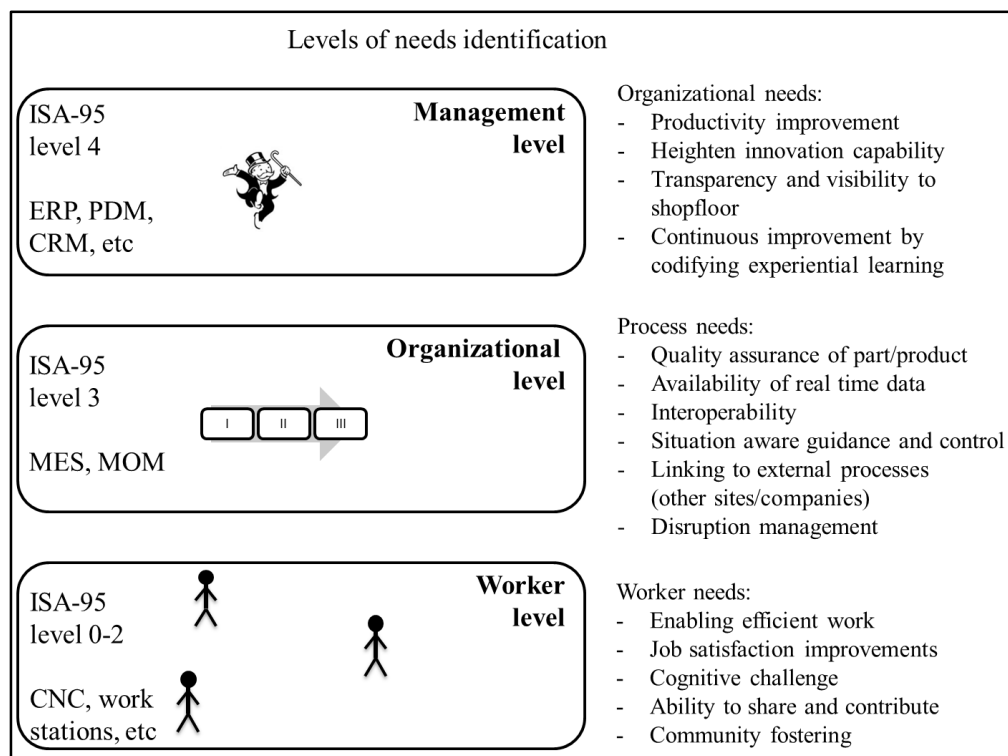 Levels of needs identification
ISA-95
level 4
ERP, PDM,
CRM, etc
Management
level
Organizational needs:
- Productivity improvement
- Heighten innovation capability
- Transparency and visibility to
shopfloor
- Continuous improvement by
codifying experiential learning
ISA-95
level 3
MES, MOM
I II III
Organizational
level
Process needs:
- Quality assurance of part/product
- Availability of real time data
- Interoperability
- Situation aware guidance and control
- Linking to external processes
(other sites/companies)
- Disruption management
ISA-95
level 0-2
CNC, work
stations, etc
Worker
level
Worker needs:
- Enabling efficient work
- Job satisfaction improvements
- Cognitive challenge
- Ability to share and contribute
- Community fostering